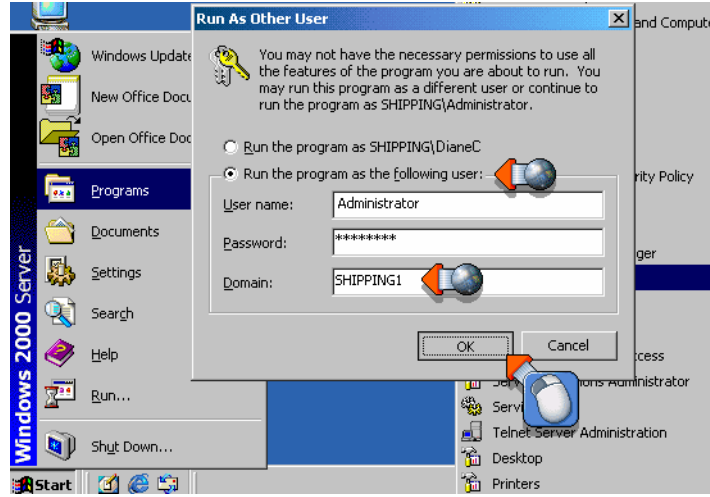 Run As Other User
You may not have the necessary permissions to use all
the features of the program you are about to run. You
may run this program as a different user or continue to
run the program as SHIPPING\Administrator.
Run the program as SHIPPING\DianeC
Run the program as the following user:
User name:
Administrator
Password:
********
Domain:
SHIPPING1
OK
Cancel
Windows Update
New Office Docu
Open Office Doc
Programs
Documents
Settings
Search
Help
Run...
Shut Down...
Windows 2000 Server
Start
and Compute
rity Policy
ger
cess
Administrator
Servi
Telnet Server Administration
Desktop
Printers